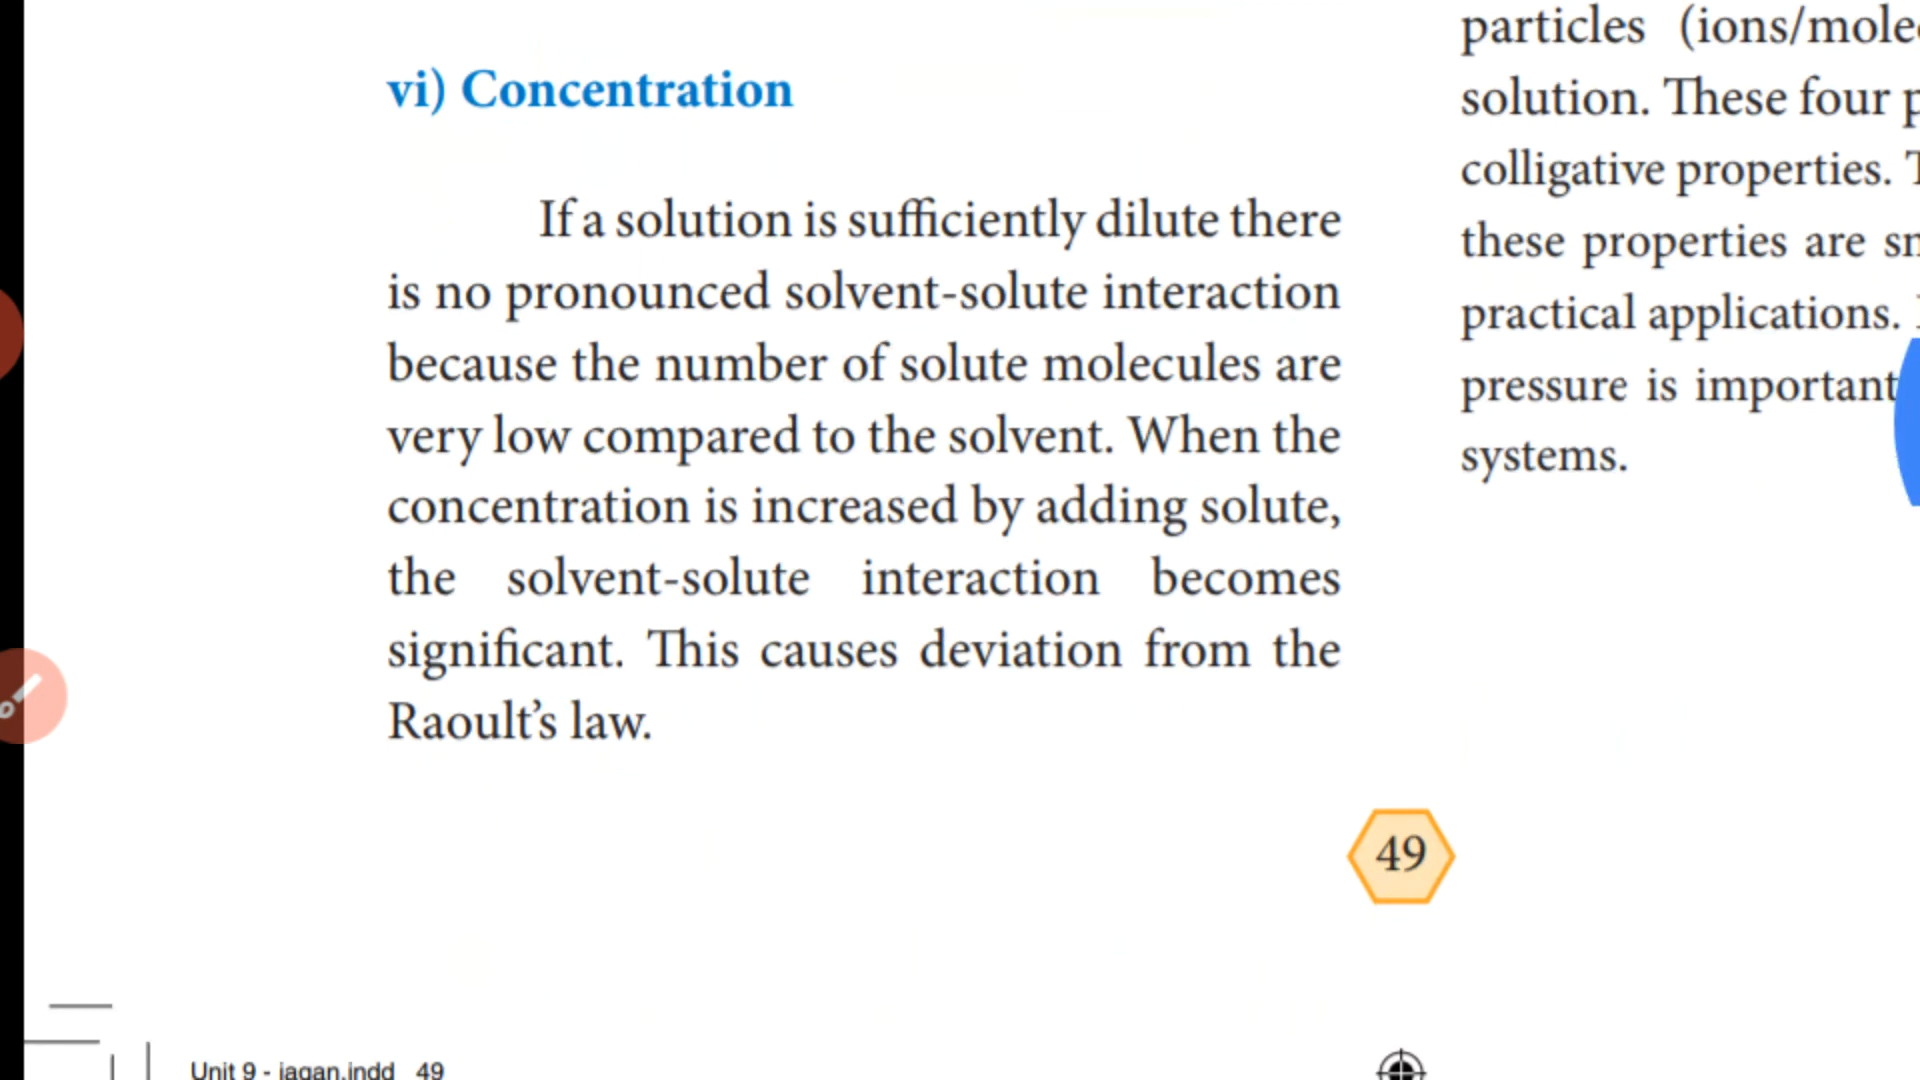 vi) Concentration
If a solution is sufficiently dilute there
is no pronounced solvent-solute interaction
because the number of solute molecules are
very low compared to the solvent. When the
concentration is increased by adding solute,
the solvent-solute interaction becomes
significant. This causes deviation from the
Raoult's law.
particles (ions/mole
solution. These four p
colligative properties. T
these properties are sn
practical applications.
pressure is important
systems.
49
Unit 9 - jagan.indd 49